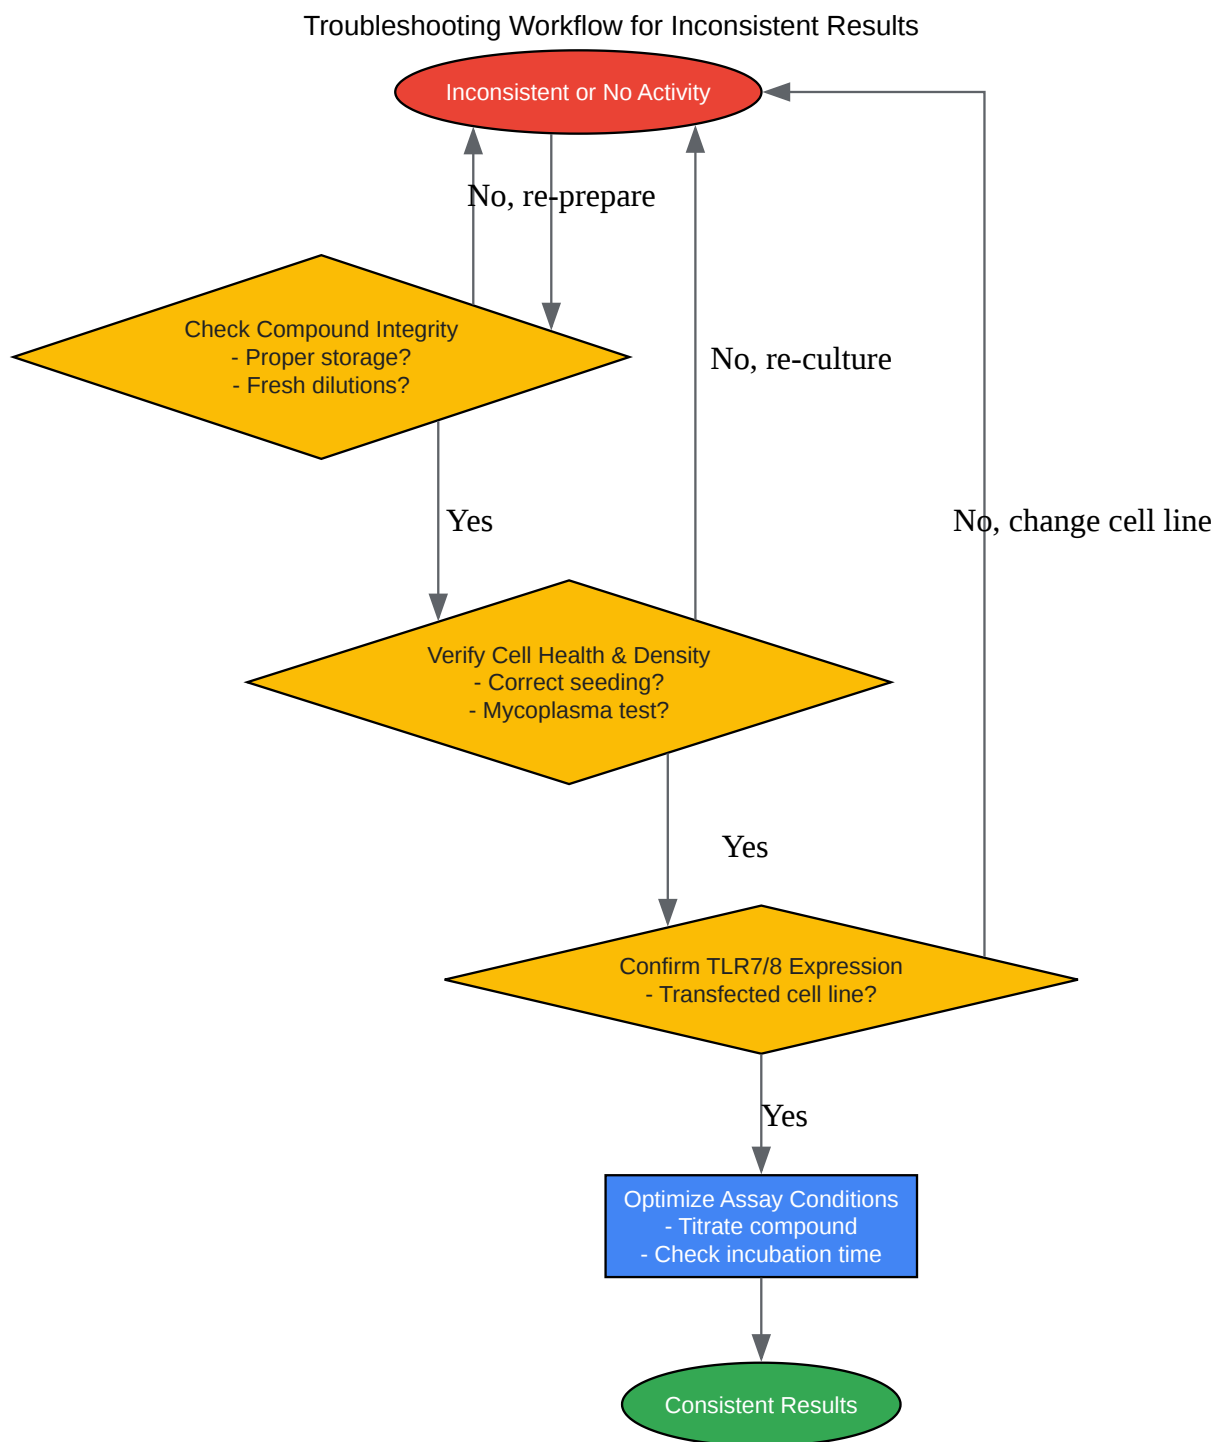 Troubleshooting Workflow for Inconsistent Results
Inconsistent or No Activity
No, re-prepare
Check Compound Integrity
- Proper storage?
- Fresh dilutions?
No, re-culture
Yes
No, change cell line
Verify Cell Health & Density
- Correct seeding?
- Mycoplasma test?
Yes
Confirm TLR7/8 Expression
- Transfected cell line?
Yes
Optimize Assay Conditions
- Titrate compound
- Check incubation time
Consistent Results